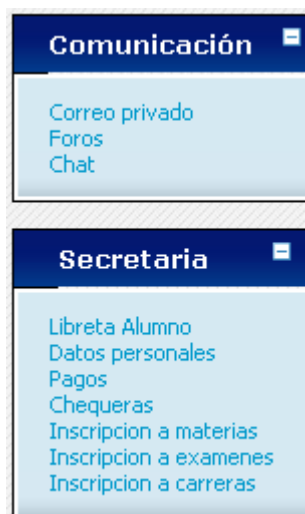 Comunicación
Correo privado
Foros
Chat
Secretaria
Libreta Alumno
Datos personales
Pagos
Chequeras
Inscripcion a materias
Inscripcion a examenes
Inscripcion a carreras